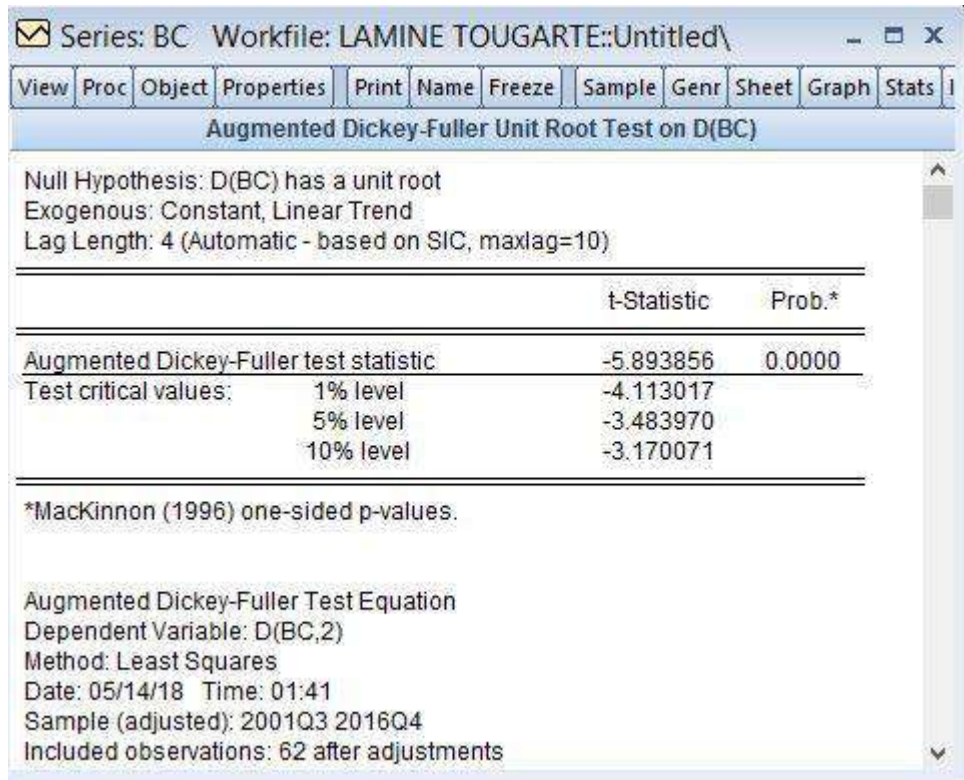 Series: BC Workfile: LAMINE TOUGARTE::Untitled\
View Proc Object Properties Print Name Freeze Sample Genr Sheet Graph Stats
Augmented Dickey-Fuller Unit Root Test on D(BC)
Null Hypothesis: D(BC) has a unit root
Exogenous: Constant, Linear Trend
Lag Length: 4 (Automatic - based on SIC, maxlag=10)
t-Statistic Prob.*
Augmented Dickey-Fuller test statistic -5.893856 0.0000
Test critical values: 1% level -4.113017
5% level -3.483970
10% level -3.170071
*MacKinnon (1996) one-sided p-values.
Augmented Dickey-Fuller Test Equation
Dependent Variable: D(BC,2)
Method: Least Squares
Date: 05/14/18 Time: 01:41
Sample (adjusted): 2001Q3 2016Q4
Included observations: 62 after adjustments